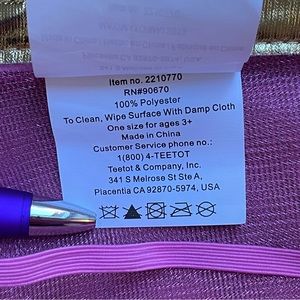 Item no. 2210770
RN#90670
100% Polyester
To Clean, Wipe Surface With Damp Cloth
One size for ages 3+
Made in China
Customer Service phone no.:
1(800) 4-TEETOT
Teetot & Company, Inc.
341 S Melrose St Ste A,
Placentia CA 92870-5974, USA